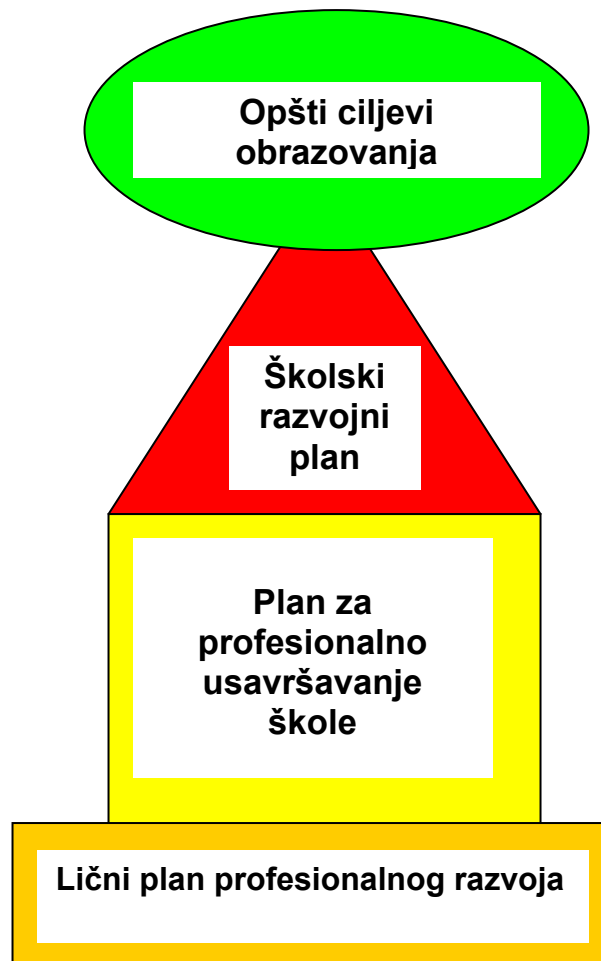 Opšti ciljevi
obrazovanja
Školski
razvojni
plan
Plan za
profesionalno
usavršavanje
škole
Lični plan profesionalnog razvoja